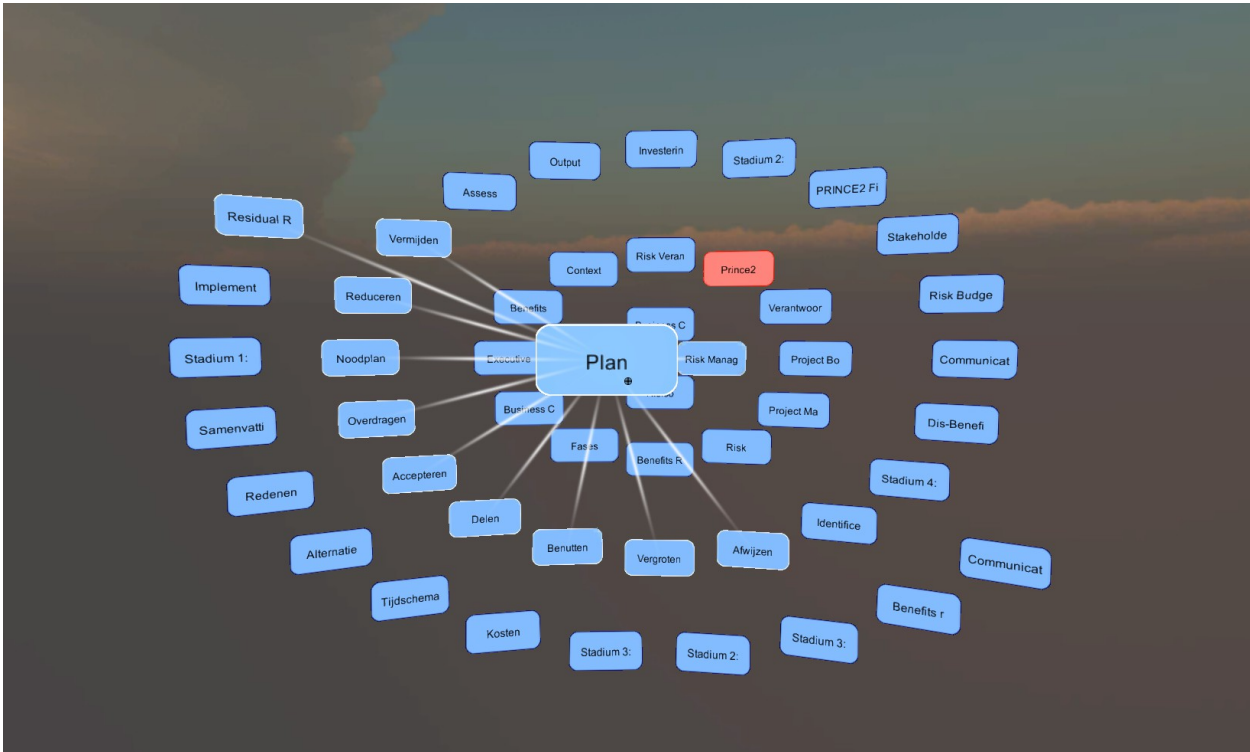 Investerin
Output
Stadium 2:
Assess
PRINCE2 Fi
Residual R
Vermijden
Stakeholde
Risk Veran
Context
Prince2
Implement
Reduceren
Benefits
Verantwoor
Risk Budge
Stadium 1:
Noodplan
Executive
Plan
Risk Manag
Project Bo
Communicat
Samenvatti
Overdragen
Business C
Project Ma
Dis-Benefi
Fases
Benefits R
Risk
Redenen
Accepteren
Stadium 4:
Delen
Identifice
Alternatie
Benutten
Vergroten
Afwijzen
Communicat
Tijdschema
Benefits r
Kosten
Stadium 3:
Stadium 2:
Stadium 3: